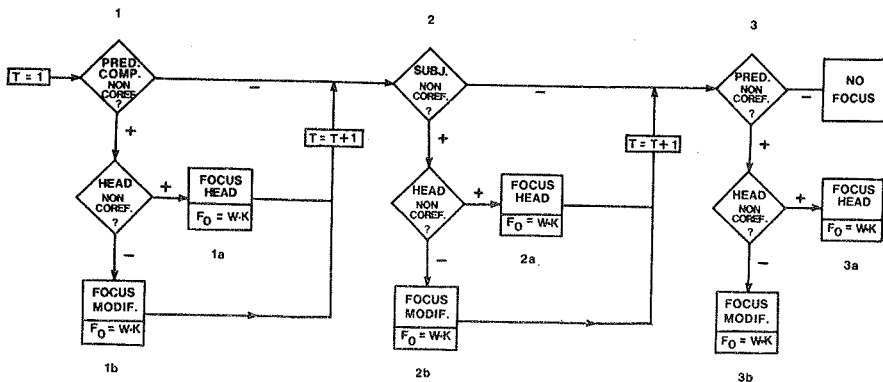 1
2
3
T = 1
PRED.
COMP.
NON
COREF.
?
–
+
HEAD
NON
COREF.
?
+
FOCUS
HEAD
F0 = W-K
1a
–
FOCUS
MODIF.
F0 = W-K
1b
T = T+1
SUBJ.
NON
COREF.
?
–
+
HEAD
NON
COREF.
?
+
FOCUS
HEAD
F0 = W-K
2a
–
FOCUS
MODIF.
F0 = W-K
2b
T = T+1
PRED.
NON
COREF.
?
–
NO
FOCUS
+
HEAD
NON
COREF.
?
+
FOCUS
HEAD
F0 = W-K
3a
–
FOCUS
MODIF.
F0 = W-K
3b